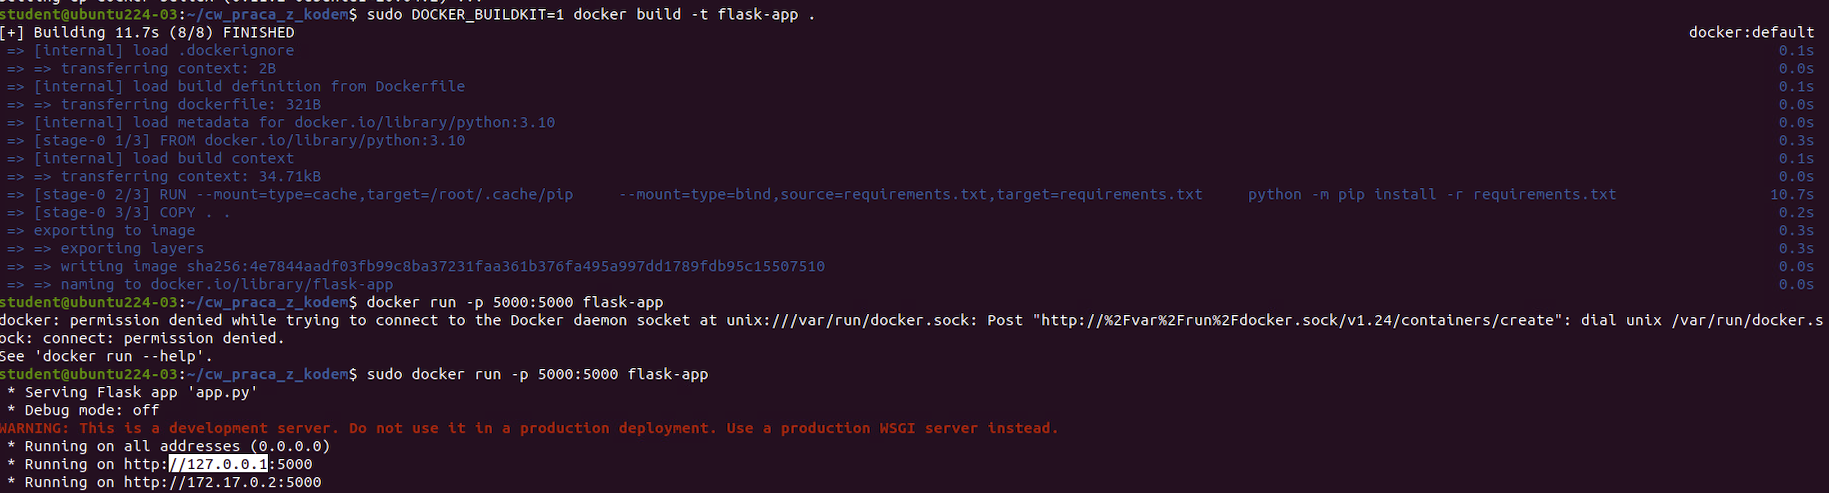 student@ubuntu224-03:~/cw_praca_z_kodem$ sudo DOCKER_BUILDKIT=1 docker build -t flask-app .
[+] Building 11.7s (8/8) FINISHED docker:default
=> [internal] load .dockerignore 0.1s
=> => transferring context: 2B 0.0s
=> [internal] load build definition from Dockerfile 0.1s
=> => transferring dockerfile: 321B 0.0s
=> [internal] load metadata for docker.io/library/python:3.10 0.0s
=> [stage-0 1/3] FROM docker.io/library/python:3.10 0.3s
=> [internal] load build context 0.1s
=> => transferring context: 34.71kB 0.0s
=> [stage-0 2/3] RUN --mount=type=cache,target=/root/.cache/pip --mount=type=bind,source=requirements.txt,target=requirements.txt python -m pip install -r requirements.txt 10.7s
=> [stage-0 3/3] COPY . . 0.2s
=> exporting to image 0.3s
=> => exporting layers 0.3s
=> => writing image sha256:4e7844aadf03fb99c8ba37231faa361b376fa495a997dd1789fdb95c15507510 0.0s
=> => naming to docker.io/library/flask-app 0.0s
student@ubuntu224-03:~/cw_praca_z_kodem$ docker run -p 5000:5000 flask-app
docker: permission denied while trying to connect to the Docker daemon socket at unix:///var/run/docker.sock: Post "http://%2Fvar%2Frun%2Fdocker.sock/v1.24/containers/create": dial unix /var/run/docker.s
ock: connect: permission denied.
See 'docker run --help'.
student@ubuntu224-03:~/cw_praca_z_kodem$ sudo docker run -p 5000:5000 flask-app
* Serving Flask app 'app.py'
* Debug mode: off
WARNING: This is a development server. Do not use it in a production deployment. Use a production WSGI server instead.
* Running on all addresses (0.0.0.0)
* Running on http://127.0.0.1:5000
* Running on http://172.17.0.2:5000